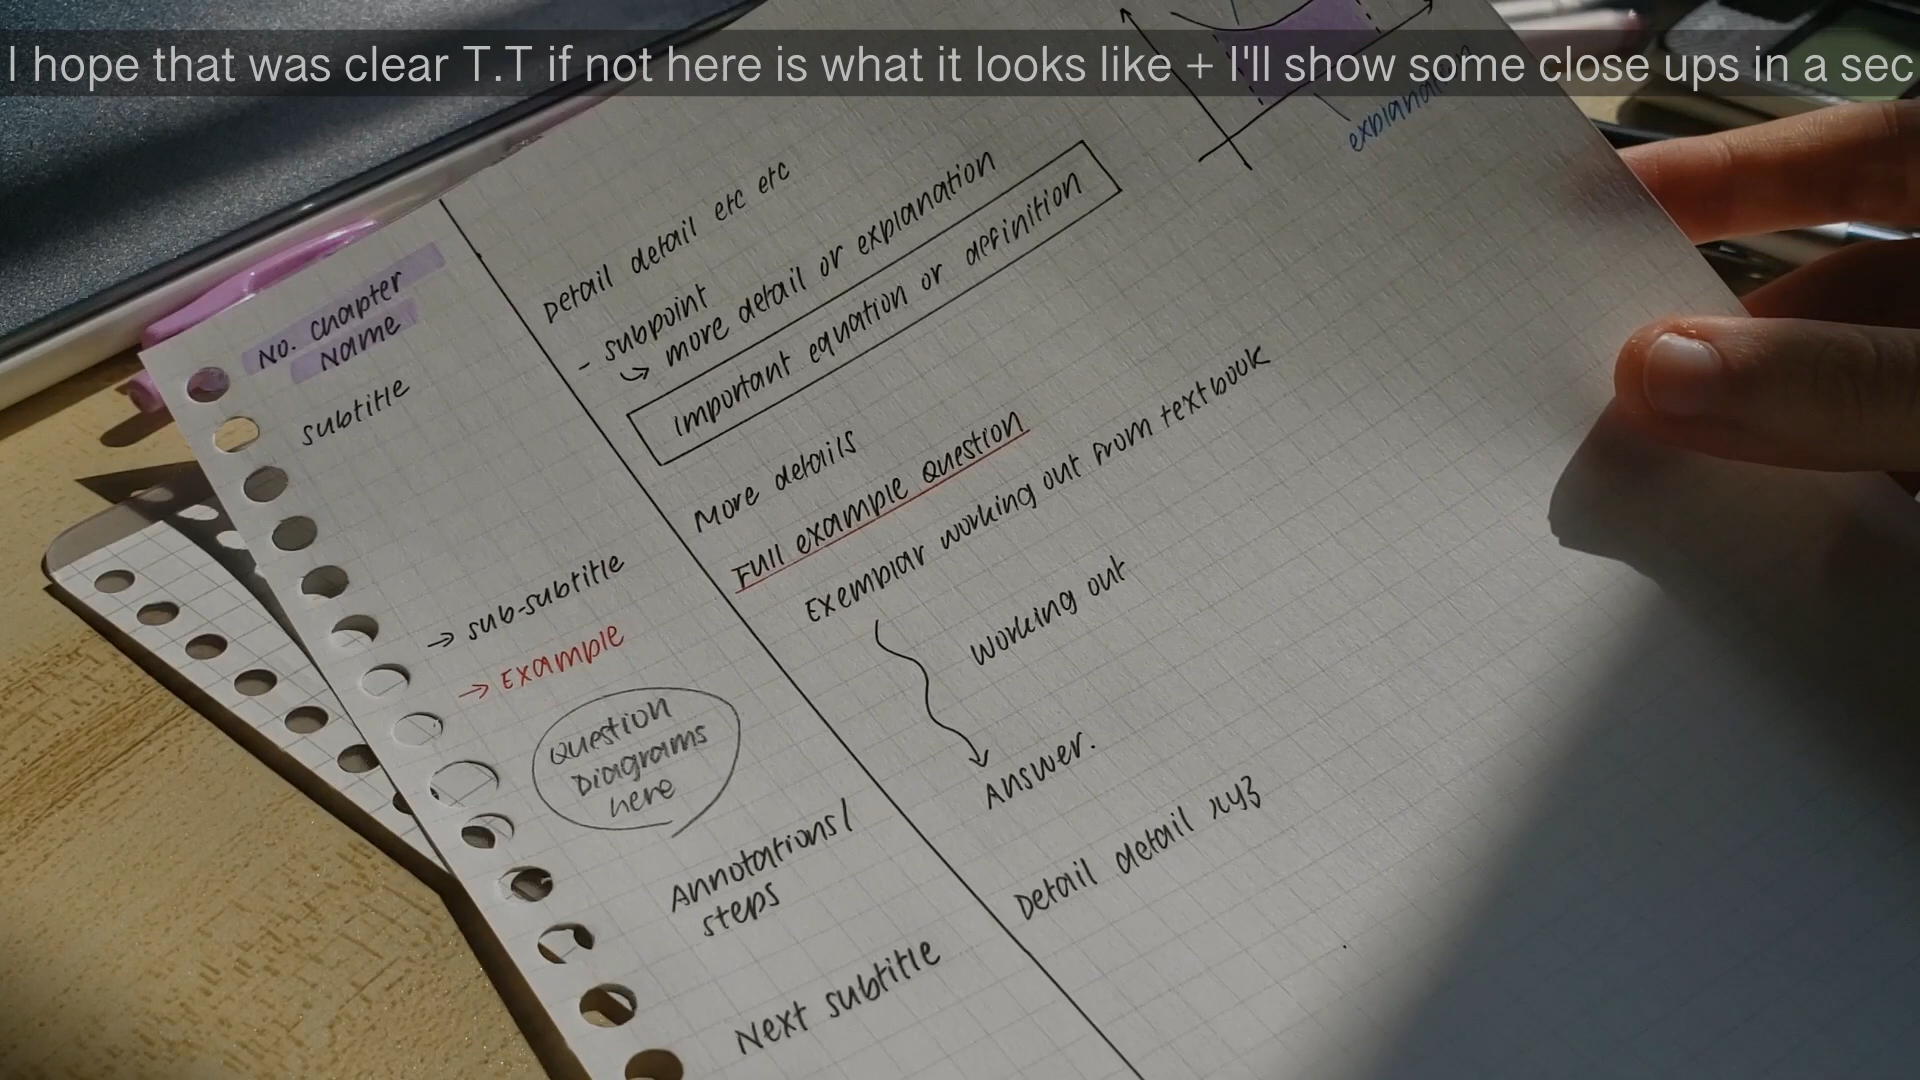 I hope that was clear T.T if not here is what it looks like + I'll show some close ups in a sec
No. chapter
Name
subtitle
→ sub-subtitle
→ Example
Question
Diagrams
here
Annotations/
steps
Next subtitle
Detail detail etc etc
- subpoint
↳ more detail or explanation
Important equation or definition
More details
Full example question
Exemplar working out from textbook
working out
Answer.
Detail detail xyz